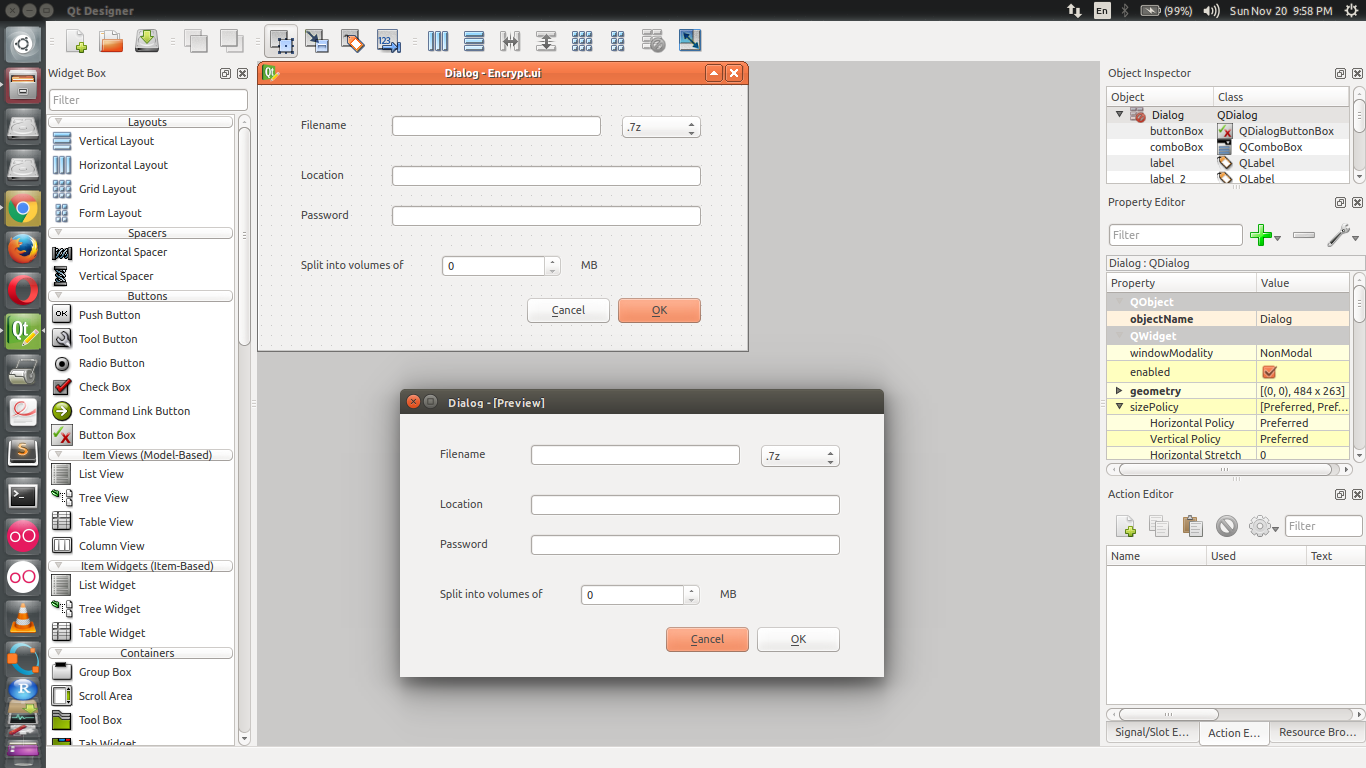 Qt Designer
En
(99%)
Sun Nov 20 9:58 PM
123
Widget Box
Filter
Layouts
Vertical Layout
Horizontal Layout
Grid Layout
Form Layout
Spacers
Horizontal Spacer
Vertical Spacer
Buttons
OK
Push Button
Tool Button
Radio Button
Check Box
Command Link Button
Button Box
Item Views (Model-Based)
List View
Tree View
Table View
Column View
Item Widgets (Item-Based)
List Widget
Tree Widget
Table Widget
Containers
Group Box
Scroll Area
Tool Box
Tab Widget
Qt
Dialog - Encrypt.ui
Filename
.7z
Location
Password
Split into volumes of
0
MB
Cancel
OK
Dialog - [Preview]
Filename
.7z
Location
Password
Split into volumes of
0
MB
Cancel
OK
Object Inspector
Object Class
Dialog QDialog
buttonBox QDialogButtonBox
comboBox QComboBox
label QLabel
label_2 QLabel
Property Editor
Filter
Dialog : QDialog
Property Value
QObject
objectName Dialog
QWidget
windowModality NonModal
enabled
geometry [(0, 0), 484 x 263]
sizePolicy [Preferred, Pref...
Horizontal Policy Preferred
Vertical Policy Preferred
Horizontal Stretch 0
Action Editor
Filter
Name Used Text
Signal/Slot E... Action E... Resource Bro...